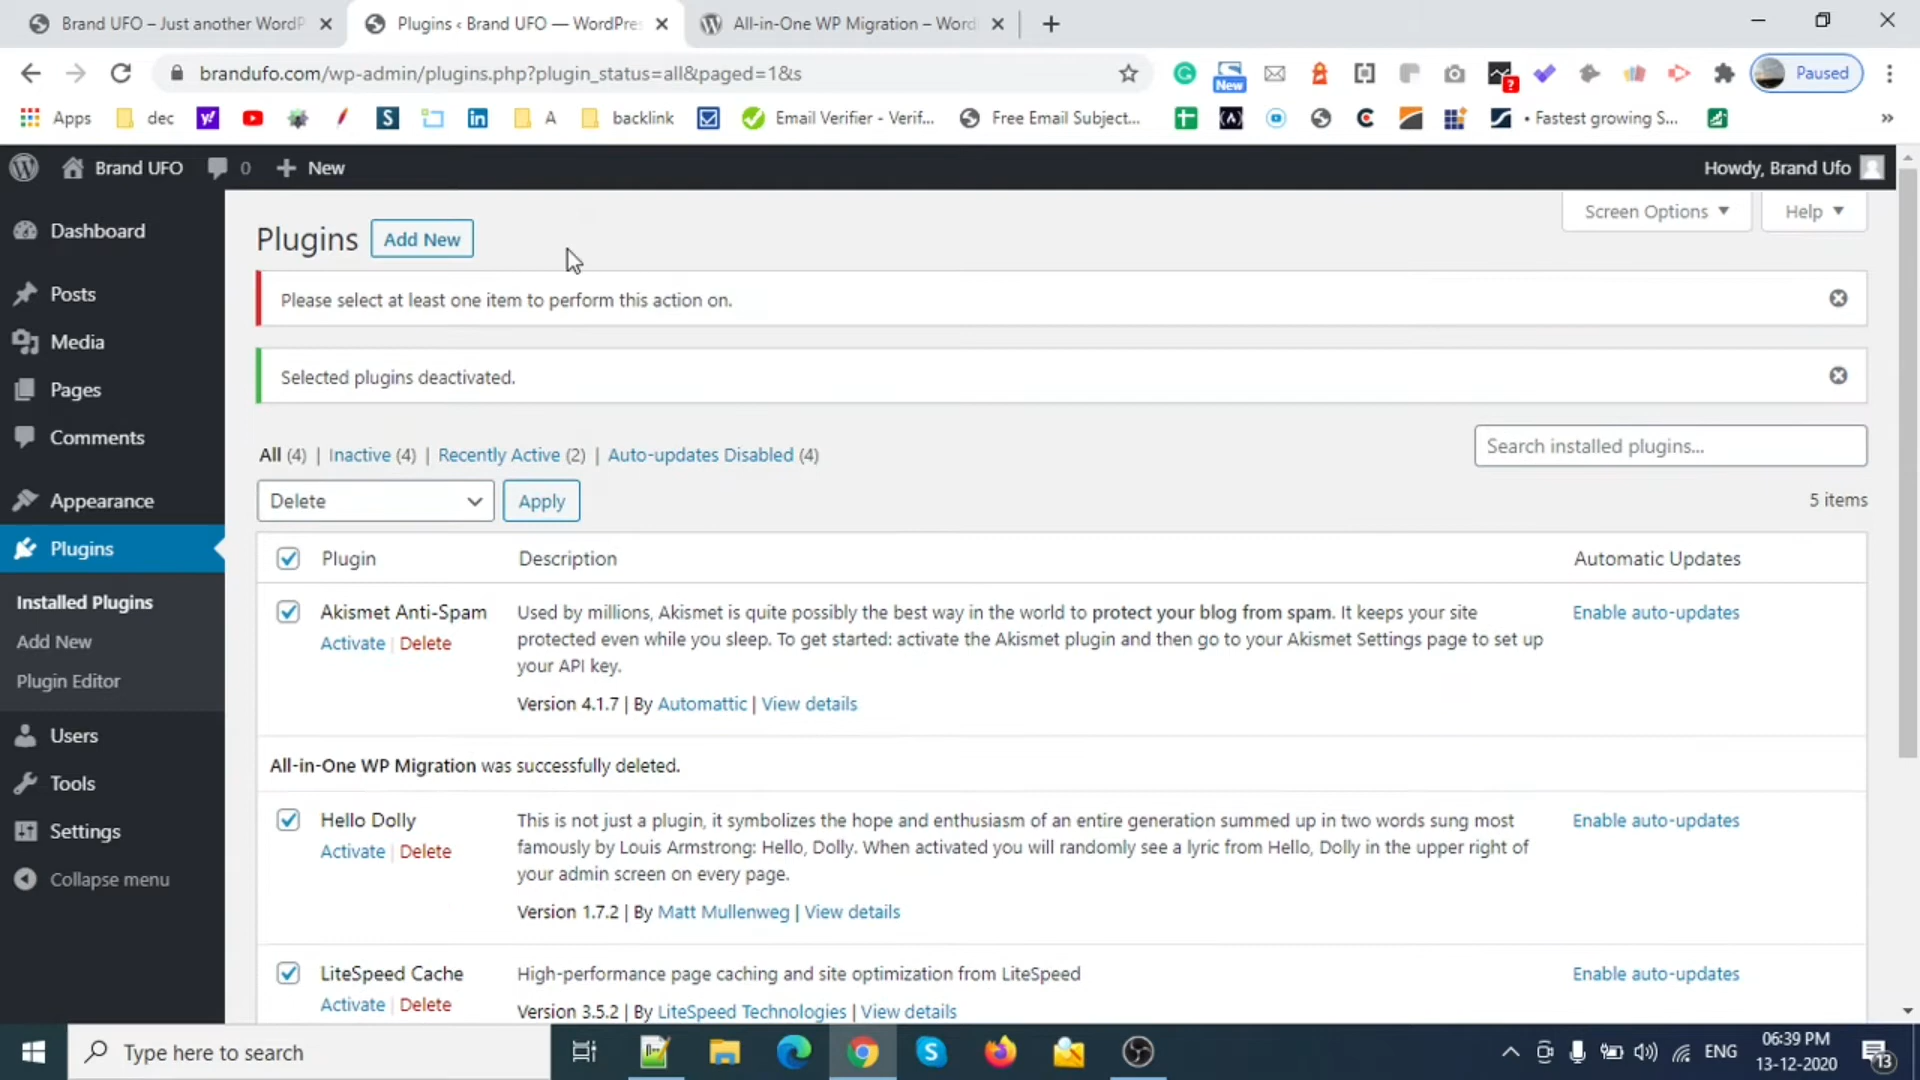 Brand UFO – Just another WordP
Plugins ‹ Brand UFO — WordPre
All-in-One WP Migration – Word
brandufo.com/wp-admin/plugins.php?plugin_status=all&paged=1&s
New
?
Paused
Apps
dec
y!
S
in
A
backlink
Email Verifier - Verif...
Free Email Subject...
• Fastest growing S...
»
Brand UFO
0
New
Howdy, Brand Ufo
Dashboard
Posts
Media
Pages
Comments
Appearance
Plugins
Installed Plugins
Add New
Plugin Editor
Users
Tools
Settings
Collapse menu
Screen Options
Help
Plugins
Add New
Please select at least one item to perform this action on.
Selected plugins deactivated.
All (4) | Inactive (4) | Recently Active (2) | Auto-updates Disabled (4)
Search installed plugins...
Delete
Apply
5 items
Plugin
Description
Automatic Updates
Akismet Anti-Spam
Activate | Delete
Used by millions, Akismet is quite possibly the best way in the world to protect your blog from spam. It keeps your site
protected even while you sleep. To get started: activate the Akismet plugin and then go to your Akismet Settings page to set up
your API key.
Version 4.1.7 | By Automattic | View details
Enable auto-updates
All-in-One WP Migration was successfully deleted.
Hello Dolly
Activate | Delete
This is not just a plugin, it symbolizes the hope and enthusiasm of an entire generation summed up in two words sung most
famously by Louis Armstrong: Hello, Dolly. When activated you will randomly see a lyric from Hello, Dolly in the upper right of
your admin screen on every page.
Version 1.7.2 | By Matt Mullenweg | View details
Enable auto-updates
LiteSpeed Cache
Activate | Delete
High-performance page caching and site optimization from LiteSpeed
Version 3.5.2 | By LiteSpeed Technologies | View details
Enable auto-updates
Type here to search
ENG
06:39 PM
13-12-2020
13